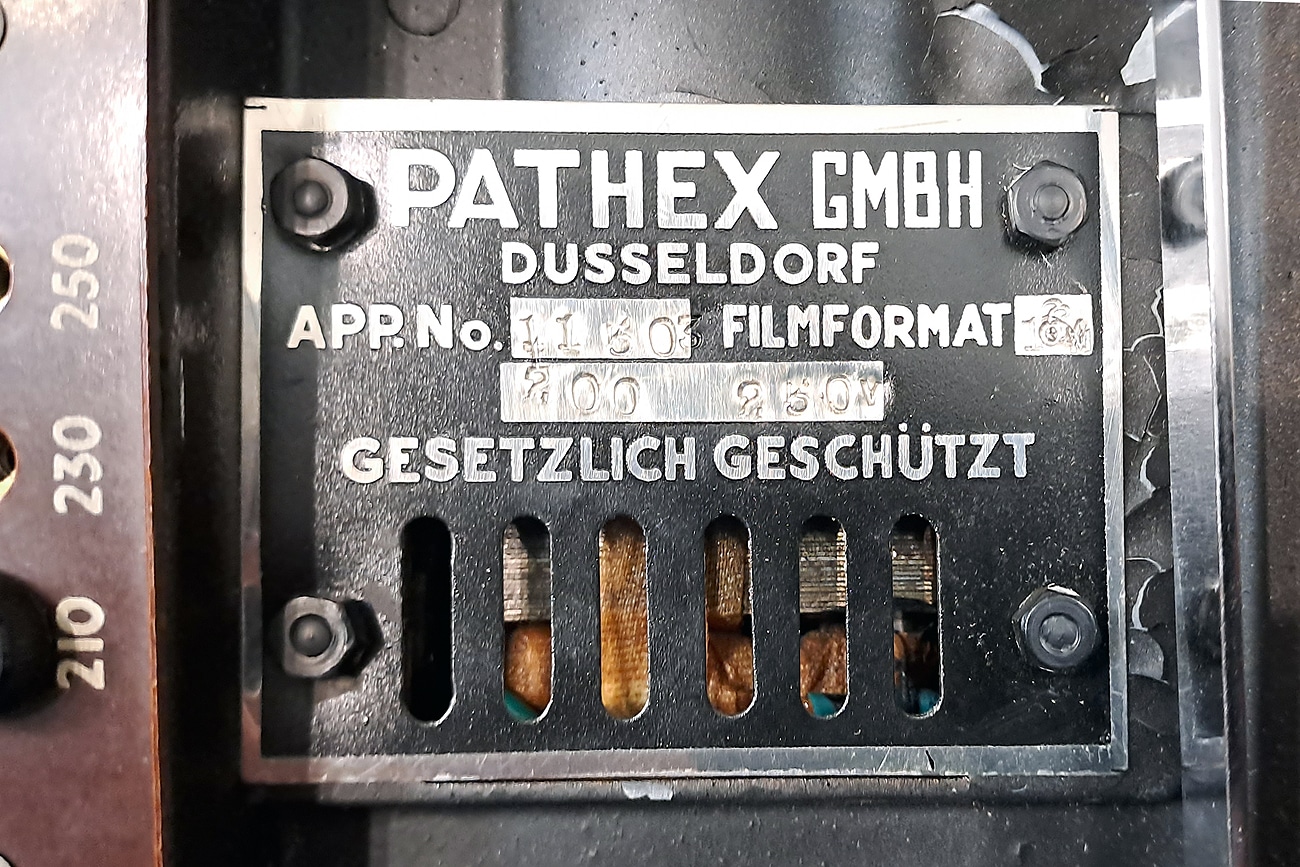 PATHEX GMBH
DUSSELDORF
APP. No. 11303 FILMFORMAT
200 250V
GESETZLICH GESCHÜTZT
250
230
210